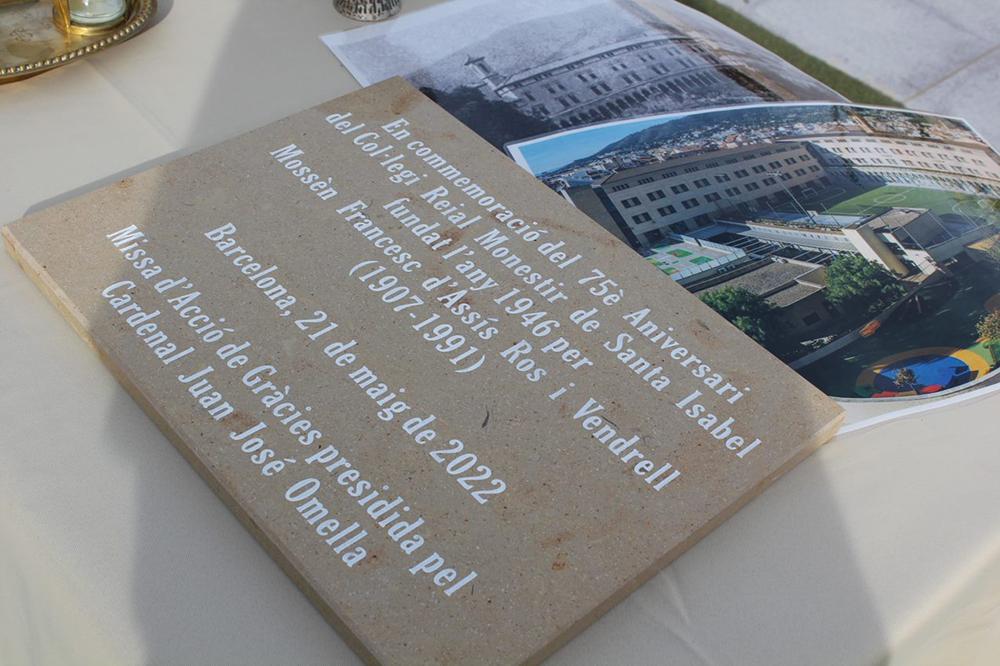 En commemoració del 75è Aniversari
del Col·legi Reial Monestir de Santa Isabel
fundat l'any 1946 per
Mossèn Francesc d'Assís Ros i Vendrell
(1907-1991)
Barcelona, 21 de maig de 2022
Missa d'Acció de Gràcies presidida pel
Cardenal Juan José Omella